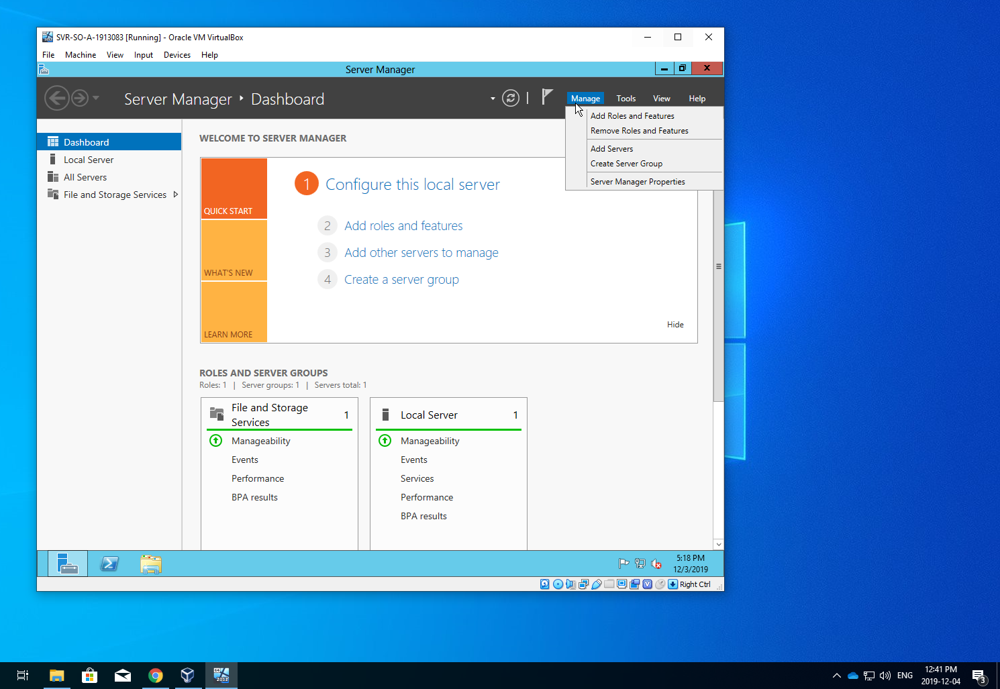 SVR-SO-A-1913083 [Running] - Oracle VM VirtualBox
File Machine View Input Devices Help
Server Manager
Server Manager Dashboard
Manage Tools View Help
Add Roles and Features
Remove Roles and Features
Add Servers
Create Server Group
Server Manager Properties
Dashboard
Local Server
All Servers
File and Storage Services
WELCOME TO SERVER MANAGER
QUICK START
WHAT'S NEW
LEARN MORE
1 Configure this local server
2 Add roles and features
3 Add other servers to manage
4 Create a server group
Hide
ROLES AND SERVER GROUPS
Roles: 1 | Server groups: 1 | Servers total: 1
File and Storage
Services 1
Manageability
Events
Performance
BPA results
Local Server 1
Manageability
Events
Services
Performance
BPA results
5:18 PM
12/3/2019
Right Ctrl
2012
ENG
12:41 PM
2019-12-04
3